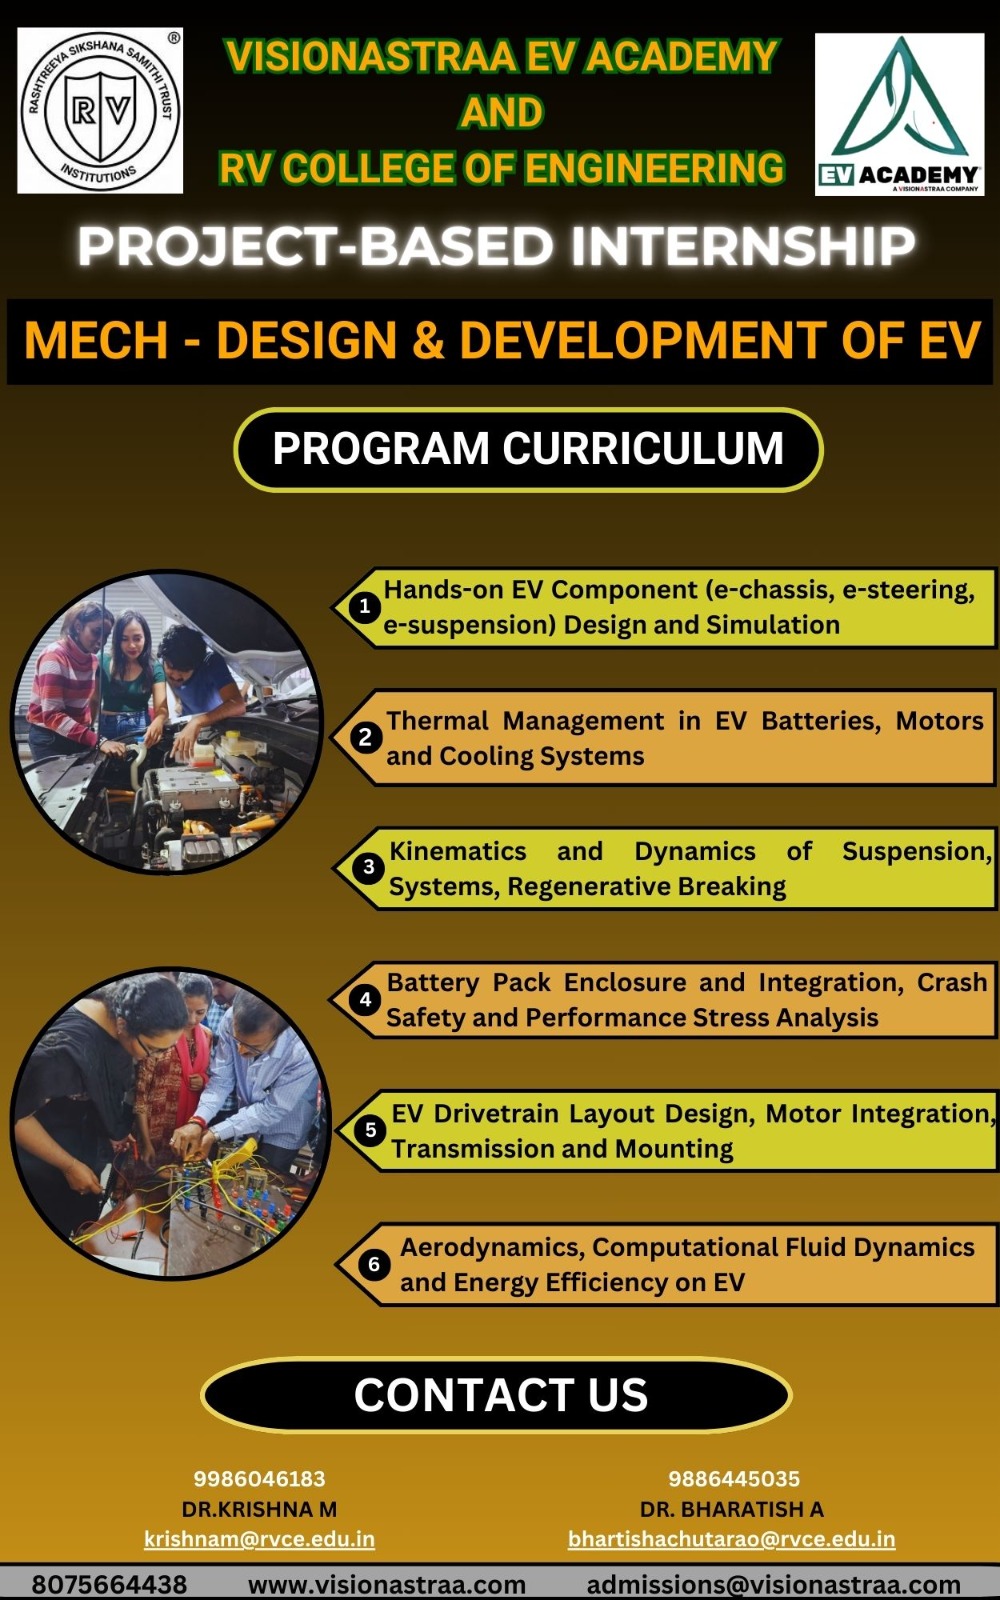 RASHTREEYA SIKSHANA SAMITHI TRUST
®
RV
INSTITUTIONS
VISIONASTRAA EV ACADEMY
AND
RV COLLEGE OF ENGINEERING
EV ACADEMY
A VISIONASTRAA COMPANY
PROJECT-BASED INTERNSHIP
MECH - DESIGN & DEVELOPMENT OF EV
PROGRAM CURRICULUM
1 Hands-on EV Component (e-chassis, e-steering,
e-suspension) Design and Simulation
2 Thermal Management in EV Batteries, Motors
and Cooling Systems
3 Kinematics and Dynamics of Suspension,
Systems, Regenerative Breaking
4 Battery Pack Enclosure and Integration, Crash
Safety and Performance Stress Analysis
5 EV Drivetrain Layout Design, Motor Integration,
Transmission and Mounting
6 Aerodynamics, Computational Fluid Dynamics
and Energy Efficiency on EV
CONTACT US
9986046183
DR.KRISHNA M
krishnam@rvce.edu.in
9886445035
DR. BHARATISH A
bhartishachutarao@rvce.edu.in
8075664438 www.visionastraa.com admissions@visionastraa.com